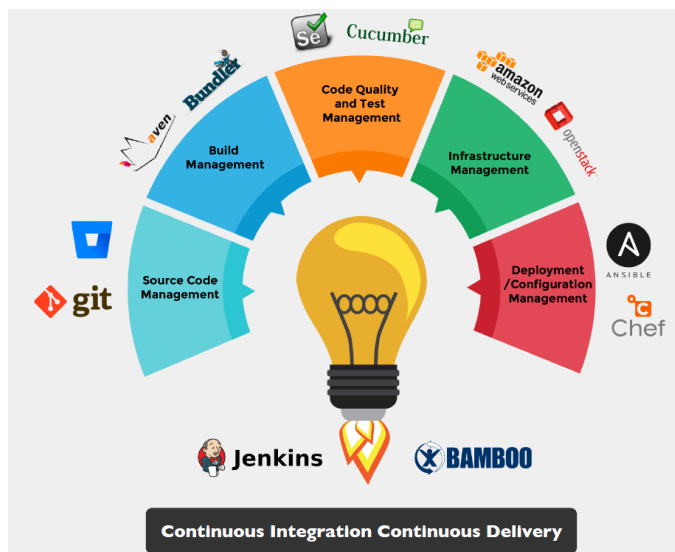 Se
Cucumber
Bundler
Maven
amazon
web services
openstack
Code Quality
and Test
Management
Build
Management
Infrastructure
Management
Source Code
Management
Deployment
/Configuration
Management
git
A
ANSIBLE
Chef
Jenkins
BAMBOO
Continuous Integration Continuous Delivery